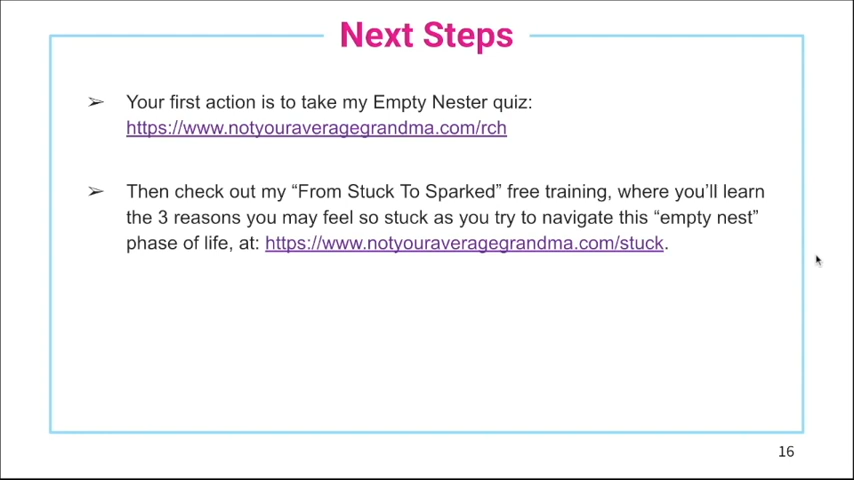 Next Steps
➢ Your first action is to take my Empty Nester quiz:
https://www.notyouraveragegrandma.com/rch
➢ Then check out my “From Stuck To Sparked” free training, where you’ll learn
the 3 reasons you may feel so stuck as you try to navigate this “empty nest”
phase of life, at: https://www.notyouraveragegrandma.com/stuck.
16